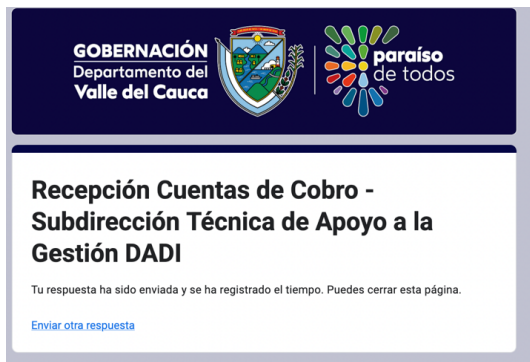 GOBERNACIÓN
Departamento del
Valle del Cauca
paraíso
de todos
Recepción Cuentas de Cobro -
Subdirección Técnica de Apoyo a la
Gestión DADI
Tu respuesta ha sido enviada y se ha registrado el tiempo. Puedes cerrar esta página.
Enviar otra respuesta